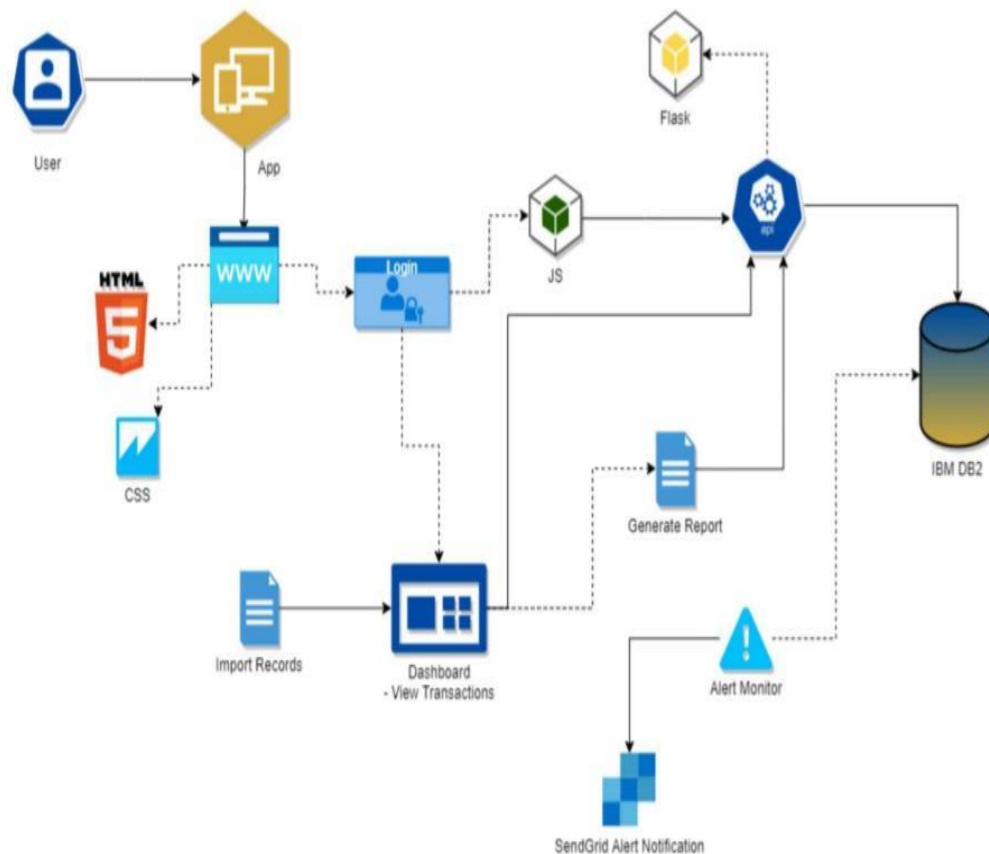 User
App
Flask
WWW
Login
JS
api
HTML
5
CSS
IBM DB2
Generate Report
Import Records
Dashboard
- View Transactions
Alert Monitor
SendGrid Alert Notification